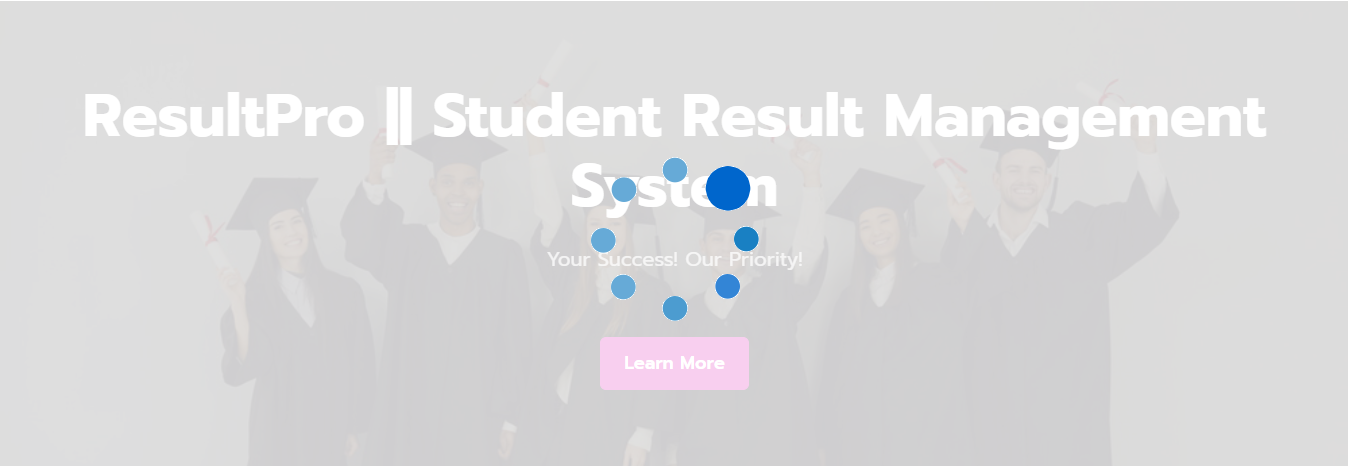 ResultPro || Student Result Management
System
Your Success! Our Priority!
Learn More